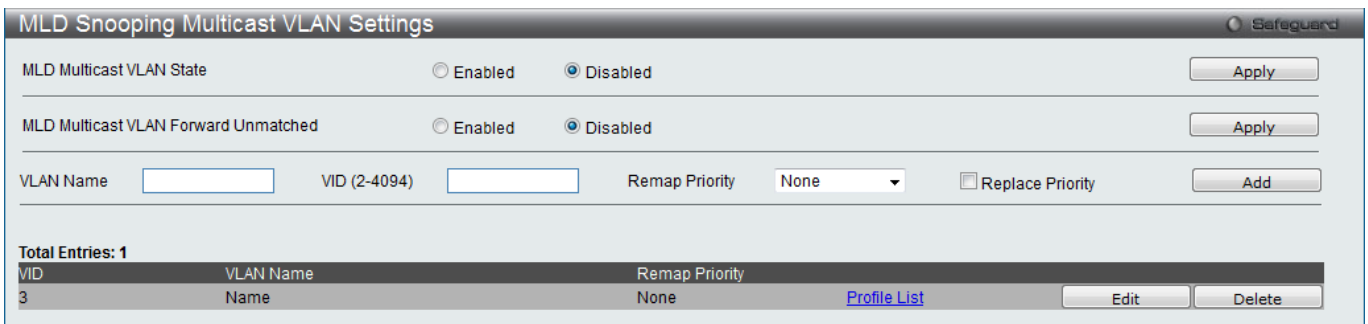 MLD Snooping Multicast VLAN Settings Safeguard
MLD Multicast VLAN State Enabled Disabled Apply
MLD Multicast VLAN Forward Unmatched Enabled Disabled Apply
VLAN Name VID (2-4094) Remap Priority None Replace Priority Add
Total Entries: 1
VID VLAN Name Remap Priority
3 Name None Profile List Edit Delete